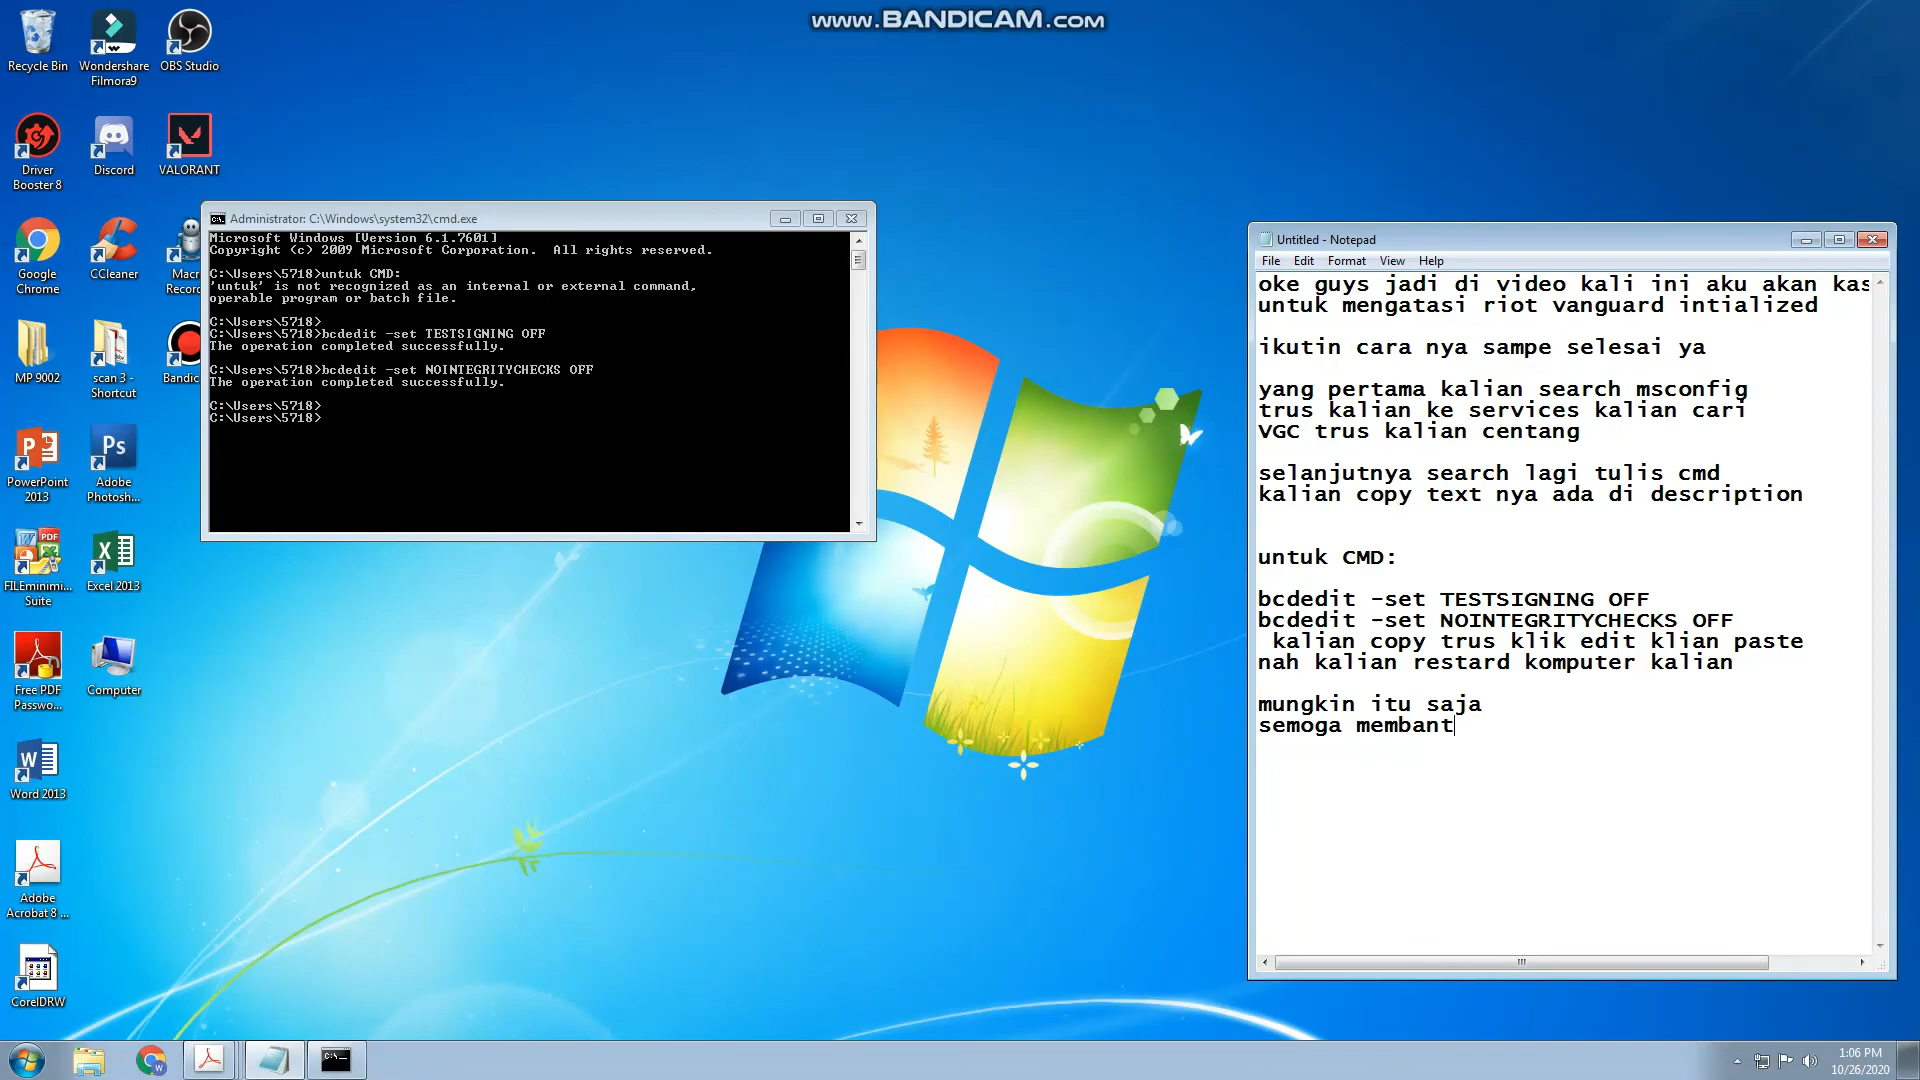 www.BANDICAM.com
Recycle Bin
Wondershare
Filmora9
OBS Studio
Driver
Booster 8
Discord
VALORANT
Google
Chrome
CCleaner
Macr
Record
MP 9002
scan 3 -
Shortcut
Bandic
PowerPoint
2013
Adobe
Photosh...
FILEminimi...
Suite
Excel 2013
Free PDF
Passwo...
Computer
Word 2013
Adobe
Acrobat 8 ...
CorelDRW
Administrator: C:\Windows\system32\cmd.exe
Microsoft Windows [Version 6.1.7601]
Copyright (c) 2009 Microsoft Corporation.  All rights reserved.
C:\Users\5718>untuk CMD:
'untuk' is not recognized as an internal or external command,
operable program or batch file.
C:\Users\5718>
C:\Users\5718>bcdedit -set TESTSIGNING OFF
The operation completed successfully.
C:\Users\5718>bcdedit -set NOINTEGRITYCHECKS OFF
The operation completed successfully.
C:\Users\5718>
C:\Users\5718>
Untitled - Notepad
File Edit Format View Help
oke guys jadi di video kali ini aku akan kas
untuk mengatasi riot vanguard intialized
ikutin cara nya sampe selesai ya
yang pertama kalian search msconfig
trus kalian ke services kalian cari
VGC trus kalian centang
selanjutnya search lagi tulis cmd
kalian copy text nya ada di description
untuk CMD:
bcdedit -set TESTSIGNING OFF
bcdedit -set NOINTEGRITYCHECKS OFF
kalian copy trus klik edit klian paste
nah kalian restard komputer kalian
mungkin itu saja
semoga membant
1:06 PM
10/26/2020